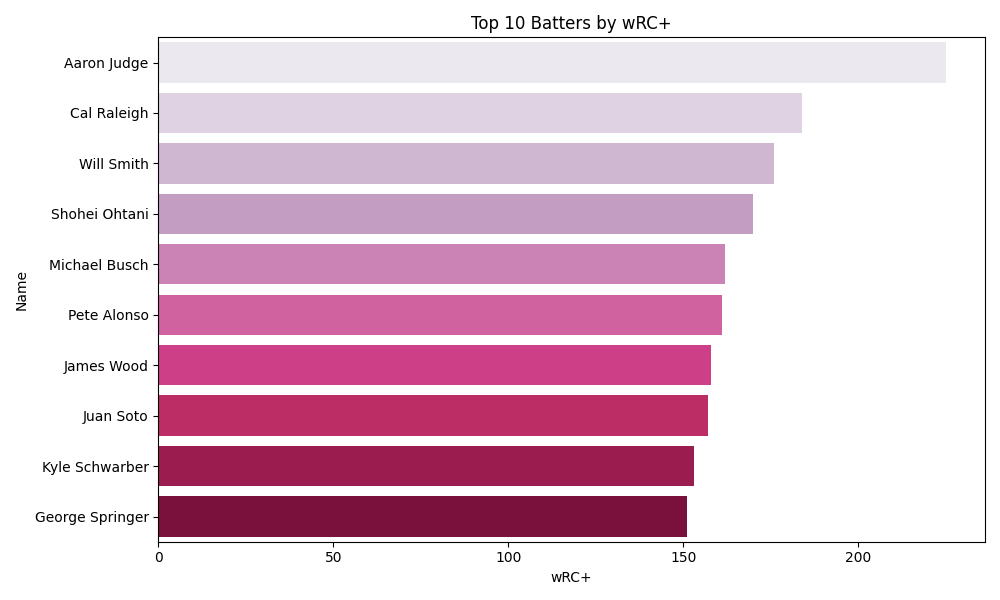 Top 10 Batters by wRC+
Name
Aaron Judge
Cal Raleigh
Will Smith
Shohei Ohtani
Michael Busch
Pete Alonso
James Wood
Juan Soto
Kyle Schwarber
George Springer
0 50 100 150 200
wRC+